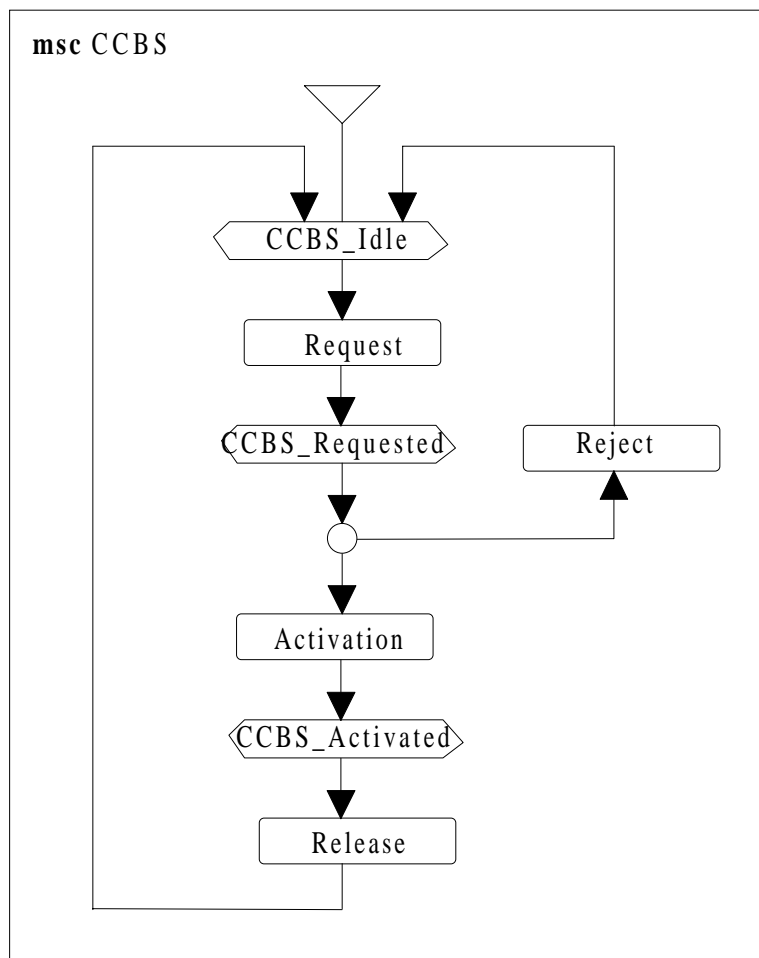 msc CCBS
CCBS_Idle
Request
CCBS_Requested
Reject
Activation
CCBS_Activated
Release